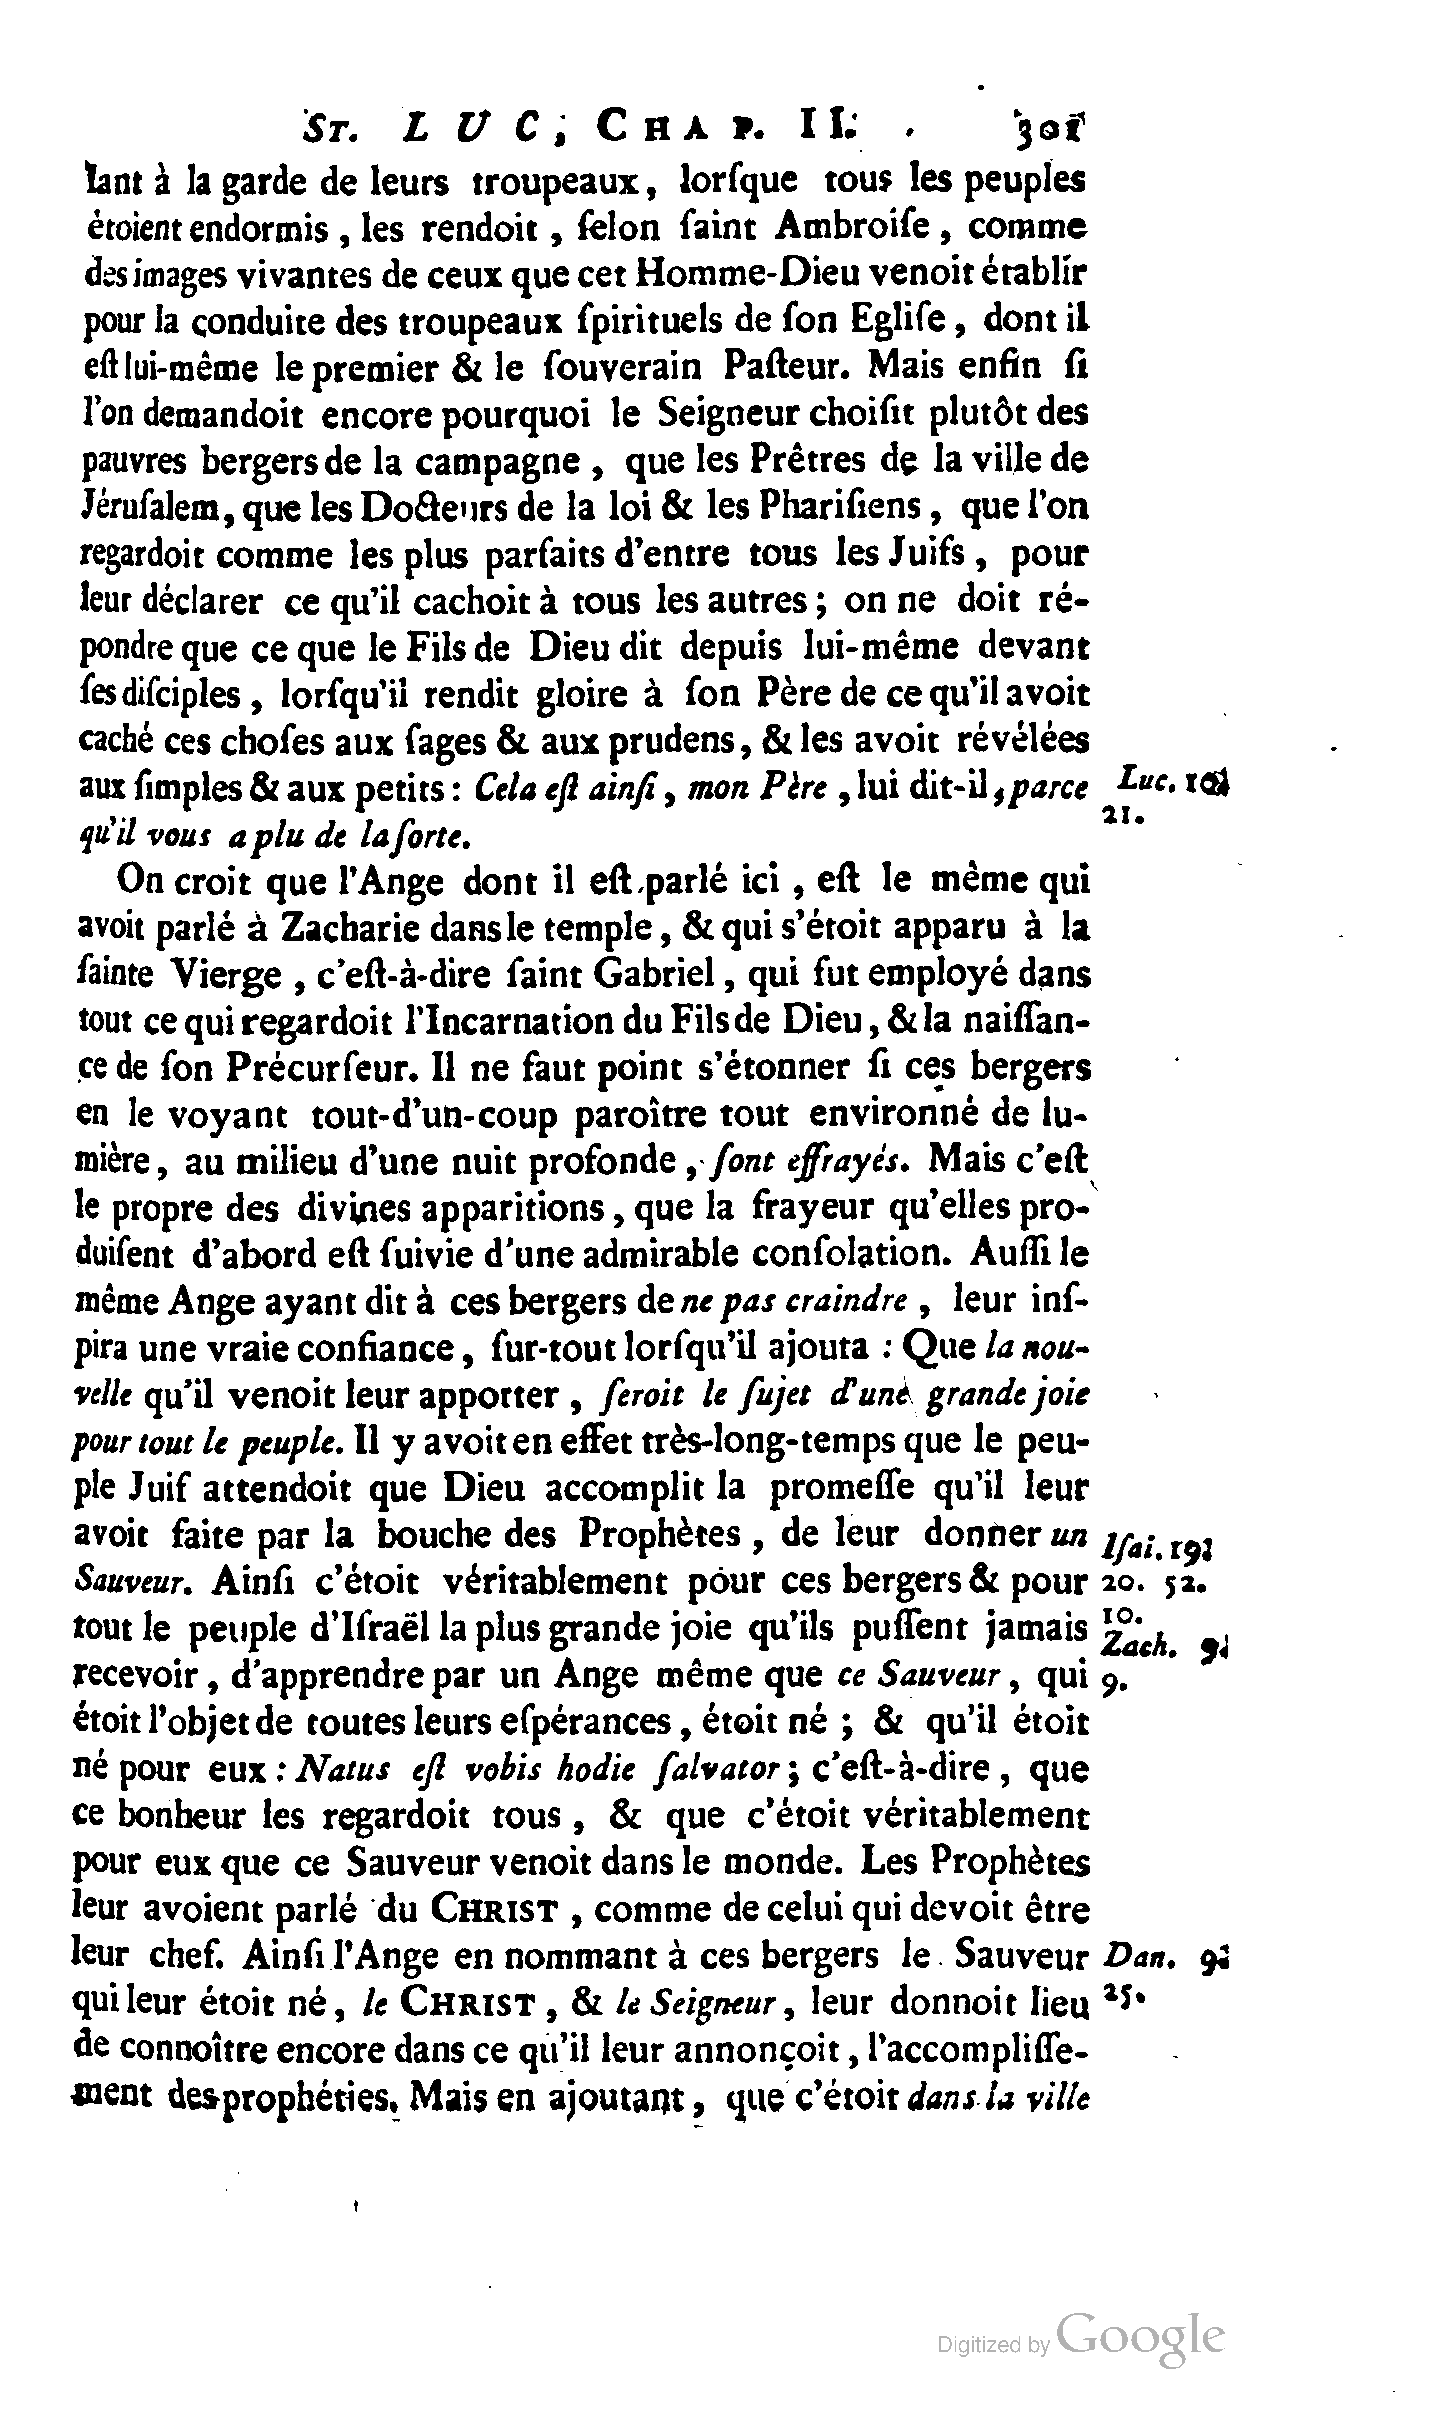 ST. LUC, CHAP. II. 301
lant à la garde de leurs troupeaux, lorſque tous les peuples
étoient endormis, les rendoit, ſelon ſaint Ambroiſe, comme
des images vivantes de ceux que cet Homme-Dieu venoit établir
pour la conduite des troupeaux ſpirituels de ſon Egliſe, dont il
eſt lui-même le premier & le ſouverain Paſteur. Mais enfin ſi
l'on demandoit encore pourquoi le Seigneur choiſit plutôt des
pauvres bergers de la campagne, que les Prêtres de la ville de
Jéruſalem, que les Docteurs de la loi & les Phariſiens, que l'on
regardoit comme les plus parfaits d'entre tous les Juifs, pour
leur déclarer ce qu'il cachoit à tous les autres; on ne doit ré-
pondre que ce que le Fils de Dieu dit depuis lui-même devant
ſes diſciples, lorſqu'il rendit gloire à ſon Père de ce qu'il avoit
caché ces choſes aux ſages & aux prudens, & les avoit révélées
aux ſimples & aux petits: Cela eſt ainſi, mon Père, lui dit-il, parce
Luc. 10.
21.
qu'il vous a plu de la ſorte.
On croit que l'Ange dont il eſt parlé ici, eſt le même qui
avoit parlé à Zacharie dans le temple, & qui s'étoit apparu à la
ſainte Vierge, c'eſt-à-dire ſaint Gabriel, qui fut employé dans
tout ce qui regardoit l'Incarnation du Fils de Dieu, & la naiſſan-
ce de ſon Précurſeur. Il ne faut point s'étonner ſi ces bergers
en le voyant tout-d'un-coup paroître tout environné de lu-
mière, au milieu d'une nuit profonde, ſont effrayés. Mais c'eſt
le propre des divines apparitions, que la frayeur qu'elles pro-
duiſent d'abord eſt ſuivie d'une admirable conſolation. Auſſi le
même Ange ayant dit à ces bergers de ne pas craindre, leur inſ-
pira une vraie confiance, ſur-tout lorſqu'il ajouta : Que la nou-
velle qu'il venoit leur apporter, ſeroit le ſujet d'une grande joie
pour tout le peuple. Il y avoit en effet très-long-temps que le peu-
ple Juif attendoit que Dieu accomplit la promeſſe qu'il leur
avoit faite par la bouche des Prophètes, de leur donner un
Iſai. 19.
Sauveur. Ainſi c'étoit véritablement pour ces bergers & pour
20. 52.
tout le peuple d'Iſraël la plus grande joie qu'ils puſſent jamais
10.
Zach. 9.
recevoir, d'apprendre par un Ange même que ce Sauveur, qui
9.
étoit l'objet de toutes leurs eſpérances, étoit né; & qu'il étoit
né pour eux : Natus eſt vobis hodie ſalvator; c'eſt-à-dire, que
ce bonheur les regardoit tous, & que c'étoit véritablement
pour eux que ce Sauveur venoit dans le monde. Les Prophètes
leur avoient parlé du CHRIST, comme de celui qui devoit être
leur chef. Ainſi l'Ange en nommant à ces bergers le Sauveur
Dan. 9.
qui leur étoit né, le CHRIST, & le Seigneur, leur donnoit lieu
25.
de connoître encore dans ce qu'il leur annonçoit, l'accompliſſe-
ment des prophéties. Mais en ajoutant, que c'étoit dans la ville
Digitized by Google